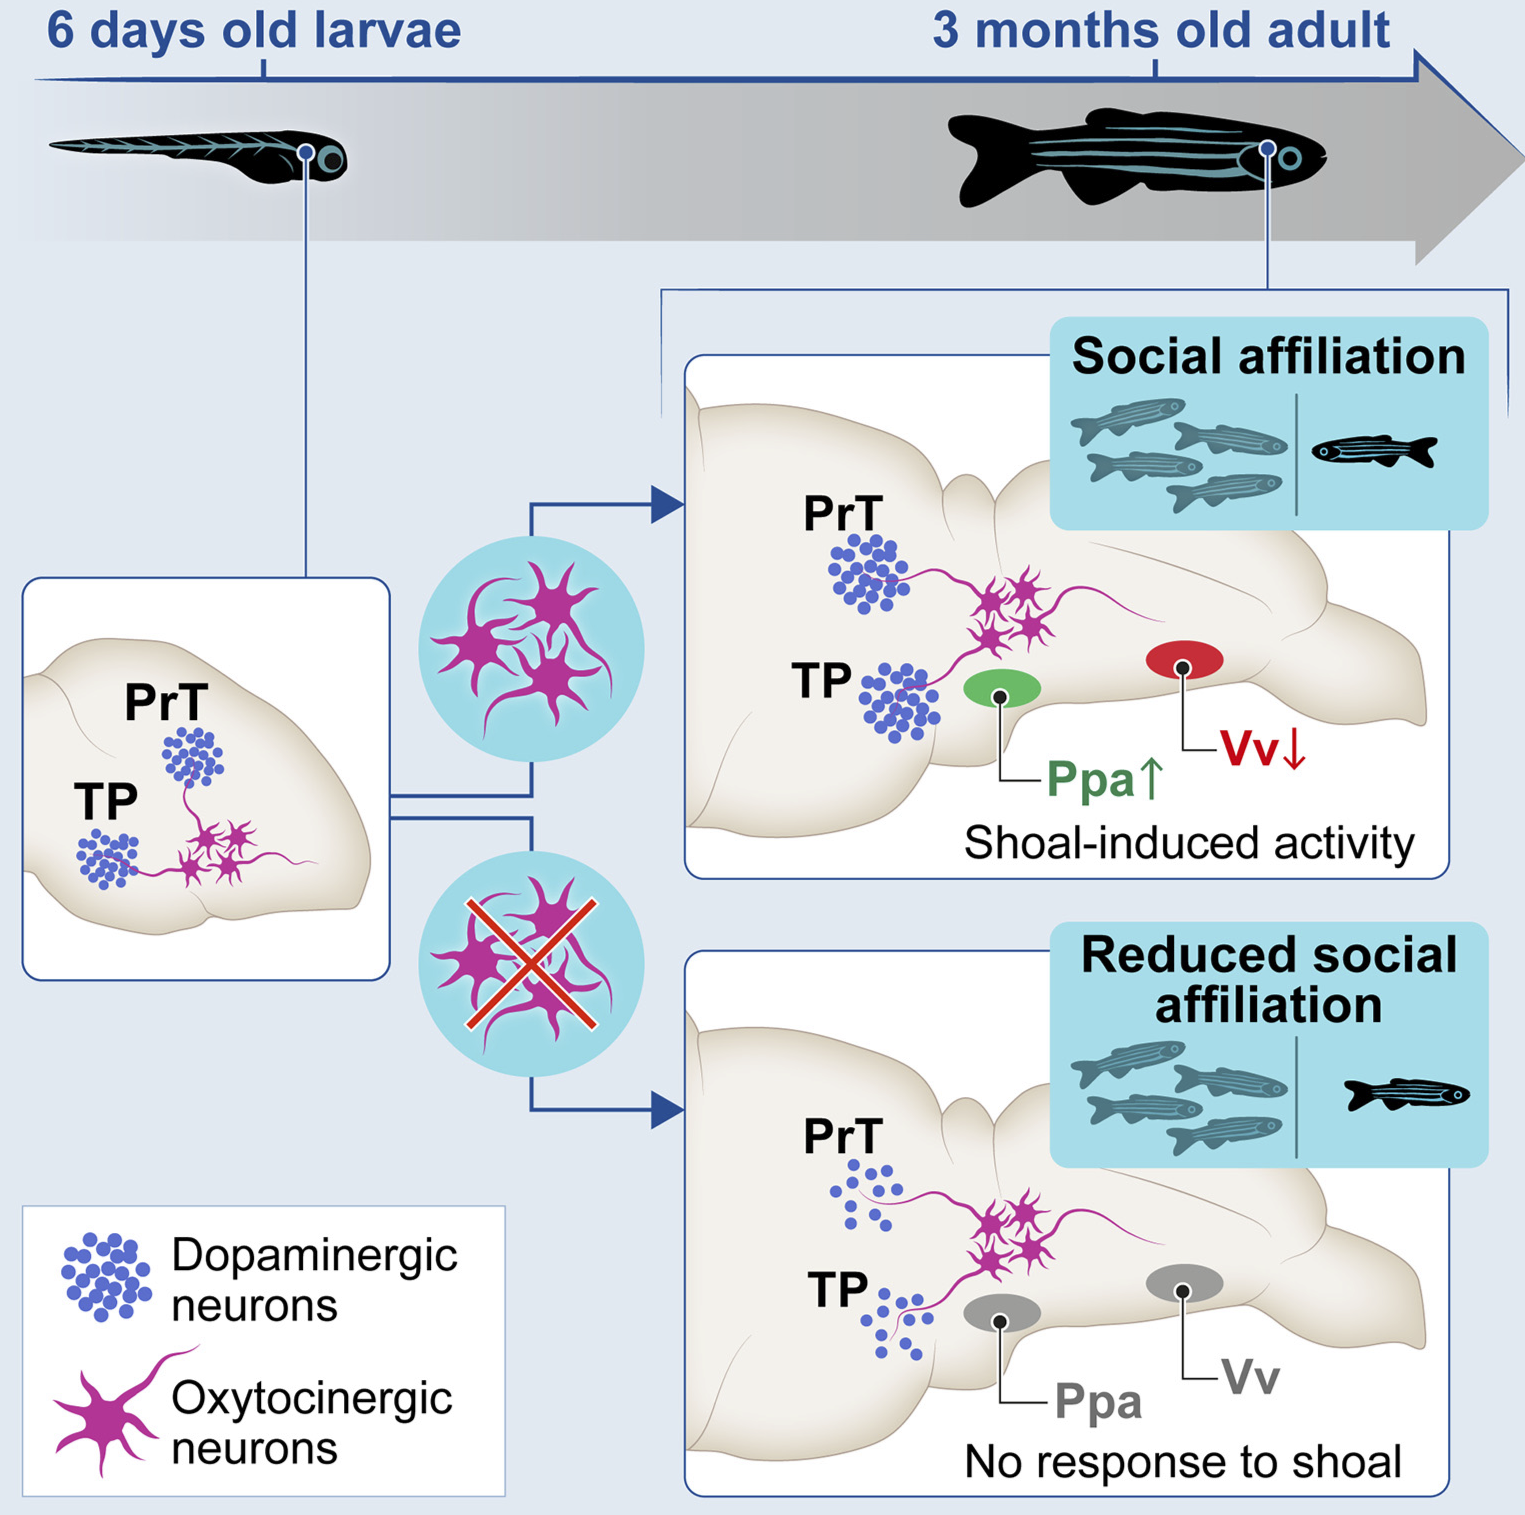 6 days old larvae
3 months old adult
Social affiliation
PrT
TP
Ppa↑
Vv↓
Shoal-induced activity
PrT
TP
Reduced social
affiliation
PrT
TP
Ppa
Vv
No response to shoal
Dopaminergic
neurons
Oxytocinergic
neurons